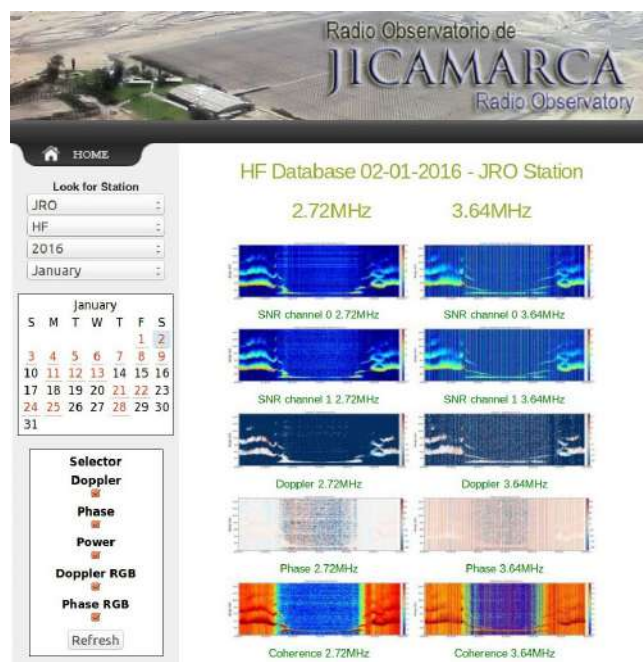 Radio Observatorio de
JICAMARCA
Radio Observatory
HOME
Look for Station
JRO
HF
2016
January
January
S M T W T F S
1 2
3 4 5 6 7 8 9
10 11 12 13 14 15 16
17 18 19 20 21 22 23
24 25 26 27 28 29 30
31
Selector
Doppler
Phase
Power
Doppler RGB
Phase RGB
Refresh
HF Database 02-01-2016 - JRO Station
2.72MHz 3.64MHz
SNR channel 0 2.72MHz SNR channel 0 3.64MHz
SNR channel 1 2.72MHz SNR channel 1 3.64MHz
Doppler 2.72MHz Doppler 3.64MHz
Phase 2.72MHz Phase 3.64MHz
Coherence 2.72MHz Coherence 3.64MHz